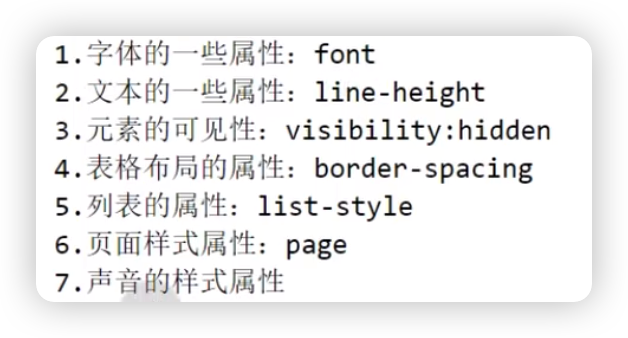 1.字体的一些属性：font
2.文本的一些属性：line-height
3.元素的可见性：visibility:hidden
4.表格布局的属性：border-spacing
5.列表的属性：list-style
6.页面样式属性：page
7.声音的样式属性